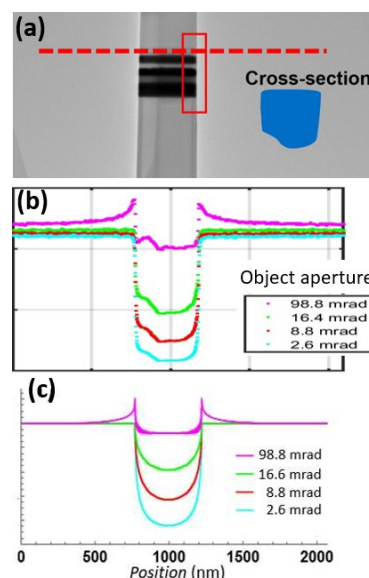 (a)
Cross-section
(b)
Object aperture
98.8 mrad
16.4 mrad
8.8 mrad
2.6 mrad
(c)
98.8 mrad
16.6 mrad
8.8 mrad
2.6 mrad
0 500 1000 1500 2000
Position (nm)